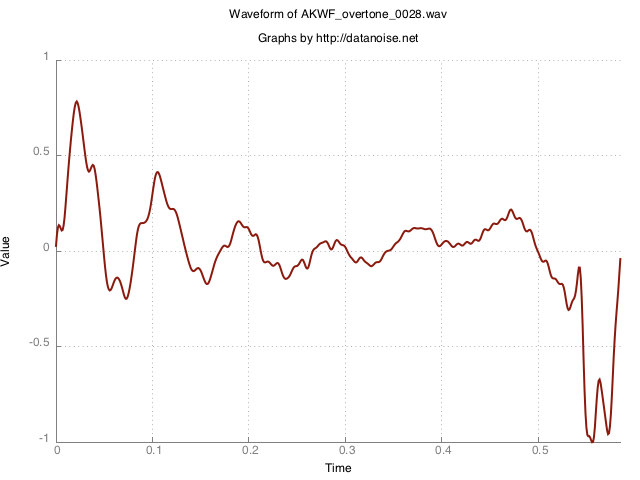 Waveform of AKWF_overtone_0028.wav
Graphs by http://datanoise.net
1
0.5
0
-0.5
-1
Value
0 0.1 0.2 0.3 0.4 0.5
Time